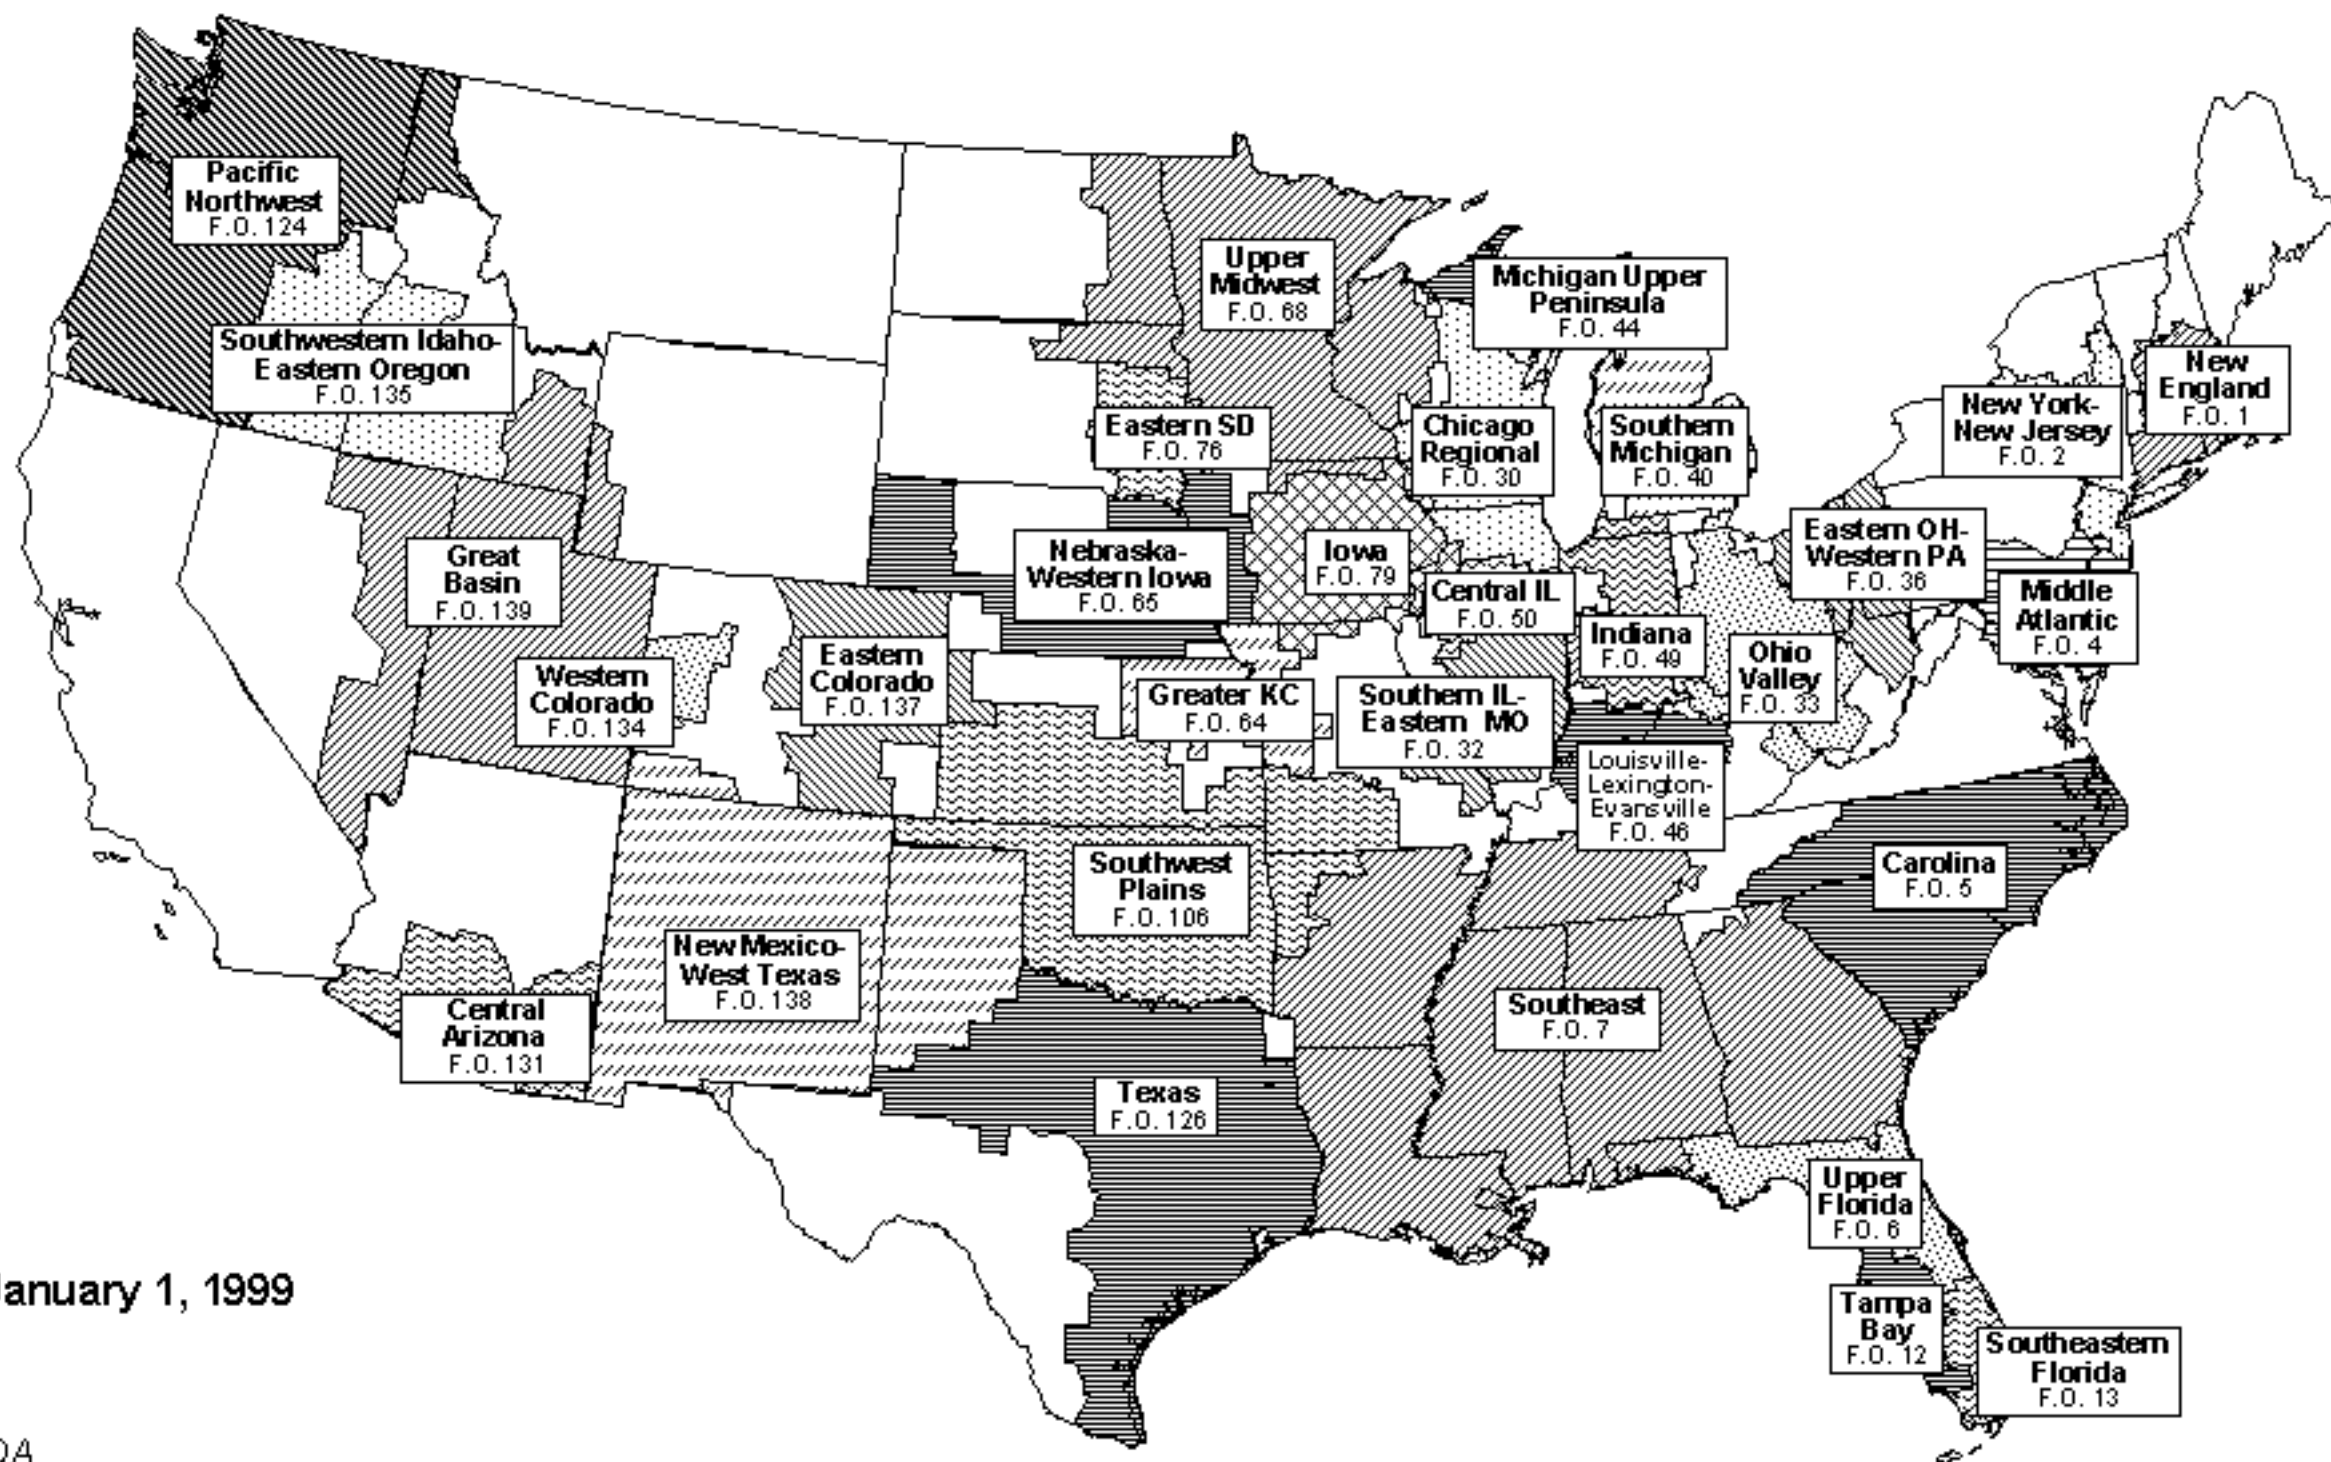 Pacific
Northwest
F.O. 124
Southwestern Idaho-
Eastern Oregon
F.O. 135
Upper
Midwest
F.O. 68
Michigan Upper
Peninsula
F.O. 44
New
England
F.O. 1
New York-
New Jersey
F.O. 2
Eastern SD
F.O. 76
Chicago
Regional
F.O. 30
Southern
Michigan
F.O. 40
Great
Basin
F.O. 139
Nebraska-
Western Iowa
F.O. 65
Iowa
F.O. 79
Central IL
F.O. 50
Eastern OH-
Western PA
F.O. 36
Middle
Atlantic
F.O. 4
Indiana
F.O. 49
Ohio
Valley
F.O. 33
Western
Colorado
F.O. 134
Eastern
Colorado
F.O. 137
Greater KC
F.O. 64
Southern IL-
Eastern MO
F.O. 32
Louisville-
Lexington-
Evansville
F.O. 46
Southwest
Plains
F.O. 106
Carolina
F.O. 5
New Mexico-
West Texas
F.O. 138
Central
Arizona
F.O. 131
Southeast
F.O. 7
Texas
F.O. 126
Upper
Florida
F.O. 6
Tampa
Bay
F.O. 12
Southeastern
Florida
F.O. 13
January 1, 1999